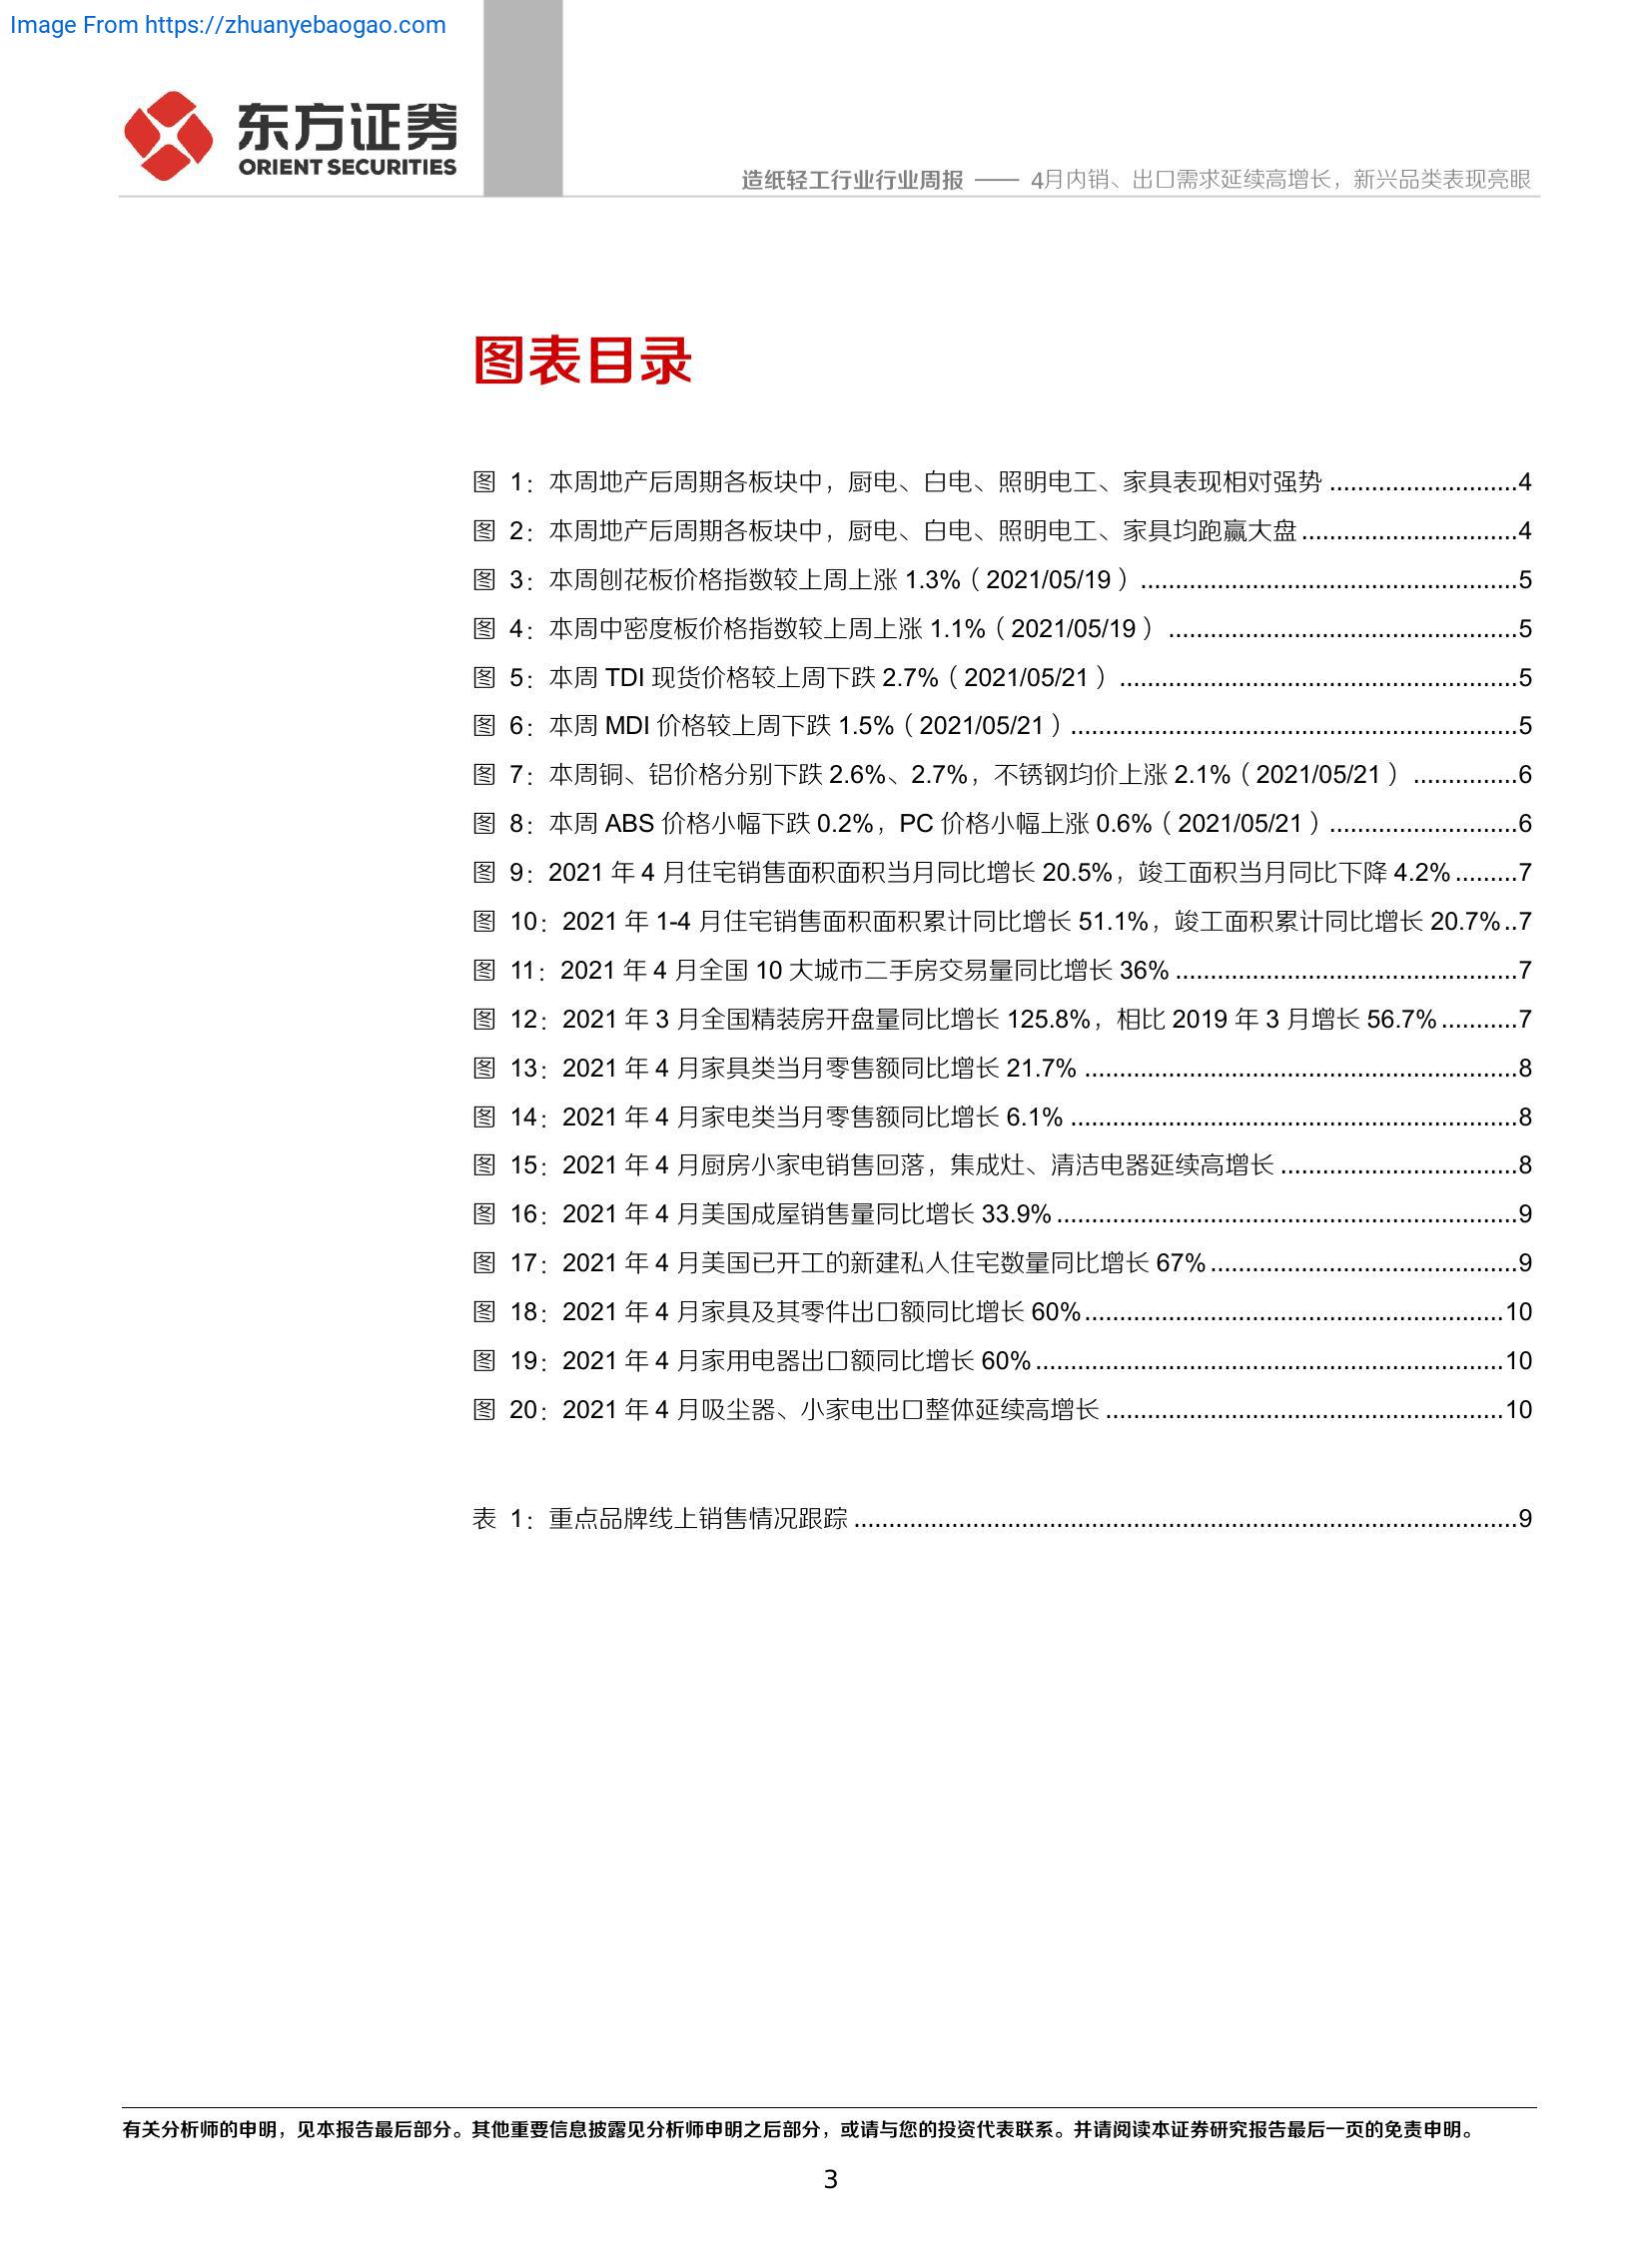 Image From https://zhuanyebaogao.com
东方证券
ORIENT SECURITIES
造纸轻工行业行业周报 —— 4月内销、出口需求延续高增长，新兴品类表现亮眼
图表目录
图 1：本周地产后周期各板块中，厨电、白电、照明电工、家具表现相对强势...........................4
图 2：本周地产后周期各板块中，厨电、白电、照明电工、家具均跑赢大盘...............................4
图 3：本周刨花板价格指数较上周上涨 1.3%（2021/05/19）......................................................5
图 4：本周中密度板价格指数较上周上涨 1.1%（2021/05/19）..................................................5
图 5：本周 TDI 现货价格较上周下跌 2.7%（2021/05/21）.........................................................5
图 6：本周 MDI 价格较上周下跌 1.5%（2021/05/21）................................................................5
图 7：本周铜、铝价格分别下跌 2.6%、2.7%，不锈钢均价上涨 2.1%（2021/05/21）...............6
图 8：本周 ABS 价格小幅下跌 0.2%，PC 价格小幅上涨 0.6%（2021/05/21）...........................6
图 9：2021 年 4 月住宅销售面积面积当月同比增长 20.5%，竣工面积当月同比下降 4.2%.........7
图 10：2021 年 1-4 月住宅销售面积面积累计同比增长 51.1%，竣工面积累计同比增长 20.7%..7
图 11：2021 年 4 月全国 10 大城市二手房交易量同比增长 36%.................................................7
图 12：2021 年 3 月全国精装房开盘量同比增长 125.8%，相比 2019 年 3 月增长 56.7%...........7
图 13：2021 年 4 月家具类当月零售额同比增长 21.7%..............................................................8
图 14：2021 年 4 月家电类当月零售额同比增长 6.1%................................................................8
图 15：2021 年 4 月厨房小家电销售回落，集成灶、清洁电器延续高增长..................................8
图 16：2021 年 4 月美国成屋销售量同比增长 33.9%..................................................................9
图 17：2021 年 4 月美国已开工的新建私人住宅数量同比增长 67%............................................9
图 18：2021 年 4 月家具及其零件出口额同比增长 60%............................................................10
图 19：2021 年 4 月家用电器出口额同比增长 60%...................................................................10
图 20：2021 年 4 月吸尘器、小家电出口整体延续高增长.........................................................10
表 1：重点品牌线上销售情况跟踪...............................................................................................9
有关分析师的申明，见本报告最后部分。其他重要信息披露见分析师申明之后部分，或请与您的投资代表联系。并请阅读本证券研究报告最后一页的免责申明。
3